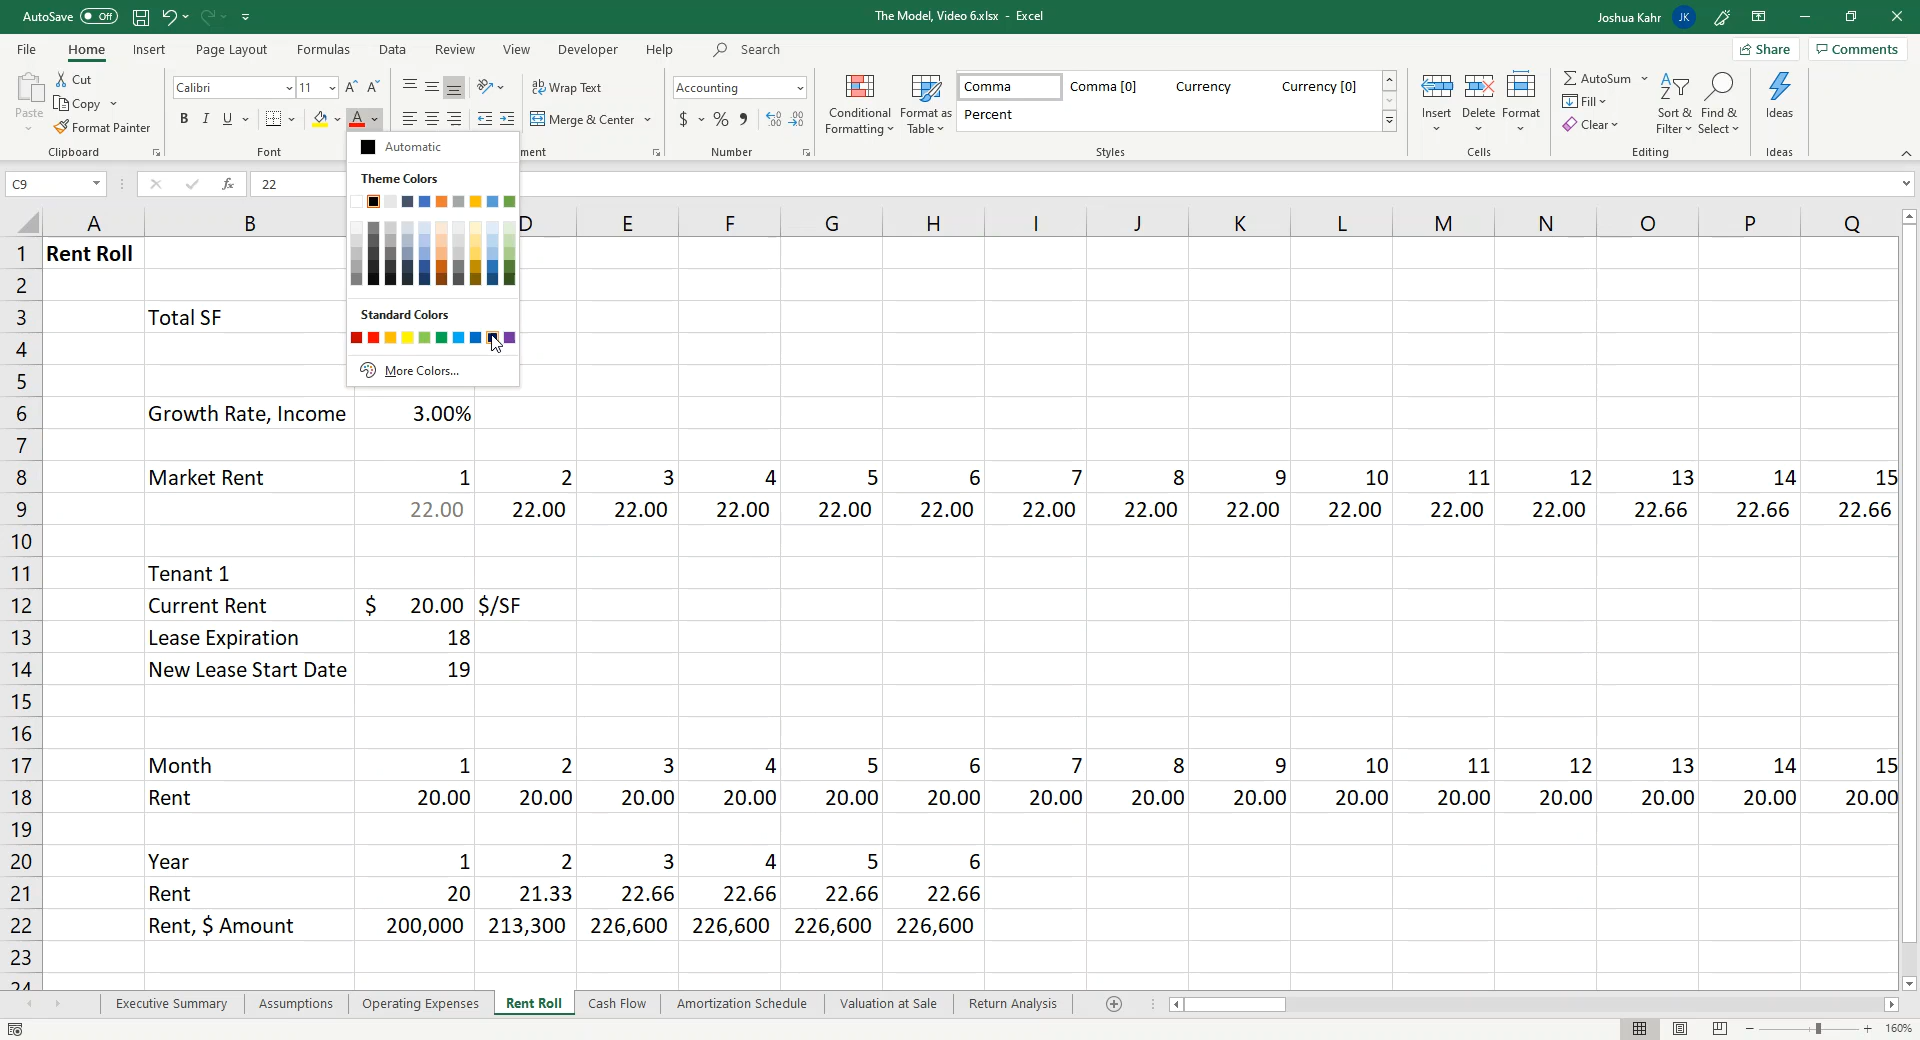 AutoSave Off The Model, Video 6.xlsx - Excel Joshua Kahr JK
File Home Insert Page Layout Formulas Data Review View Developer Help Search Share Comments
Paste Cut Copy Format Painter
Calibri 11
B I U A
Wrap Text
Merge & Center
Accounting
$ % 9
Conditional Formatting Format as Table
Comma Comma [0] Currency Currency [0]
Percent
Insert Delete Format
AutoSum Fill Clear
Sort & Filter Find & Select
Ideas
Clipboard Font ment Number Styles Cells Editing Ideas
C9 fx 22
Automatic
Theme Colors
Standard Colors
More Colors...
A B D E F G H I J K L M N O P Q
1 Rent Roll
2
3 Total SF
4
5
6 Growth Rate, Income 3.00%
7
8 Market Rent 1 2 3 4 5 6 7 8 9 10 11 12 13 14 15
9 22.00 22.00 22.00 22.00 22.00 22.00 22.00 22.00 22.00 22.00 22.00 22.00 22.66 22.66 22.66
10
11 Tenant 1
12 Current Rent $ 20.00 $/SF
13 Lease Expiration 18
14 New Lease Start Date 19
15
16
17 Month 1 2 3 4 5 6 7 8 9 10 11 12 13 14 15
18 Rent 20.00 20.00 20.00 20.00 20.00 20.00 20.00 20.00 20.00 20.00 20.00 20.00 20.00 20.00 20.00
19
20 Year 1 2 3 4 5 6
21 Rent 20 21.33 22.66 22.66 22.66 22.66
22 Rent, $ Amount 200,000 213,300 226,600 226,600 226,600 226,600
23
24
Executive Summary Assumptions Operating Expenses Rent Roll Cash Flow Amortization Schedule Valuation at Sale Return Analysis
160%